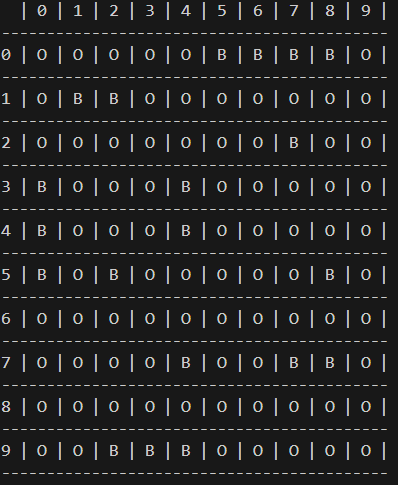 | 0 | 1 | 2 | 3 | 4 | 5 | 6 | 7 | 8 | 9 |
------------------------------------------
0 | O | O | O | O | O | B | B | B | B | O |
------------------------------------------
1 | O | B | B | O | O | O | O | O | O | O |
------------------------------------------
2 | O | O | O | O | O | O | O | B | O | O |
------------------------------------------
3 | B | O | O | O | B | O | O | O | O | O |
------------------------------------------
4 | B | O | O | O | B | O | O | O | O | O |
------------------------------------------
5 | B | O | B | O | O | O | O | O | B | O |
------------------------------------------
6 | O | O | O | O | O | O | O | O | O | O |
------------------------------------------
7 | O | O | O | O | B | O | O | B | B | O |
------------------------------------------
8 | O | O | O | O | O | O | O | O | O | O |
------------------------------------------
9 | O | O | B | B | B | O | O | O | O | O |
------------------------------------------